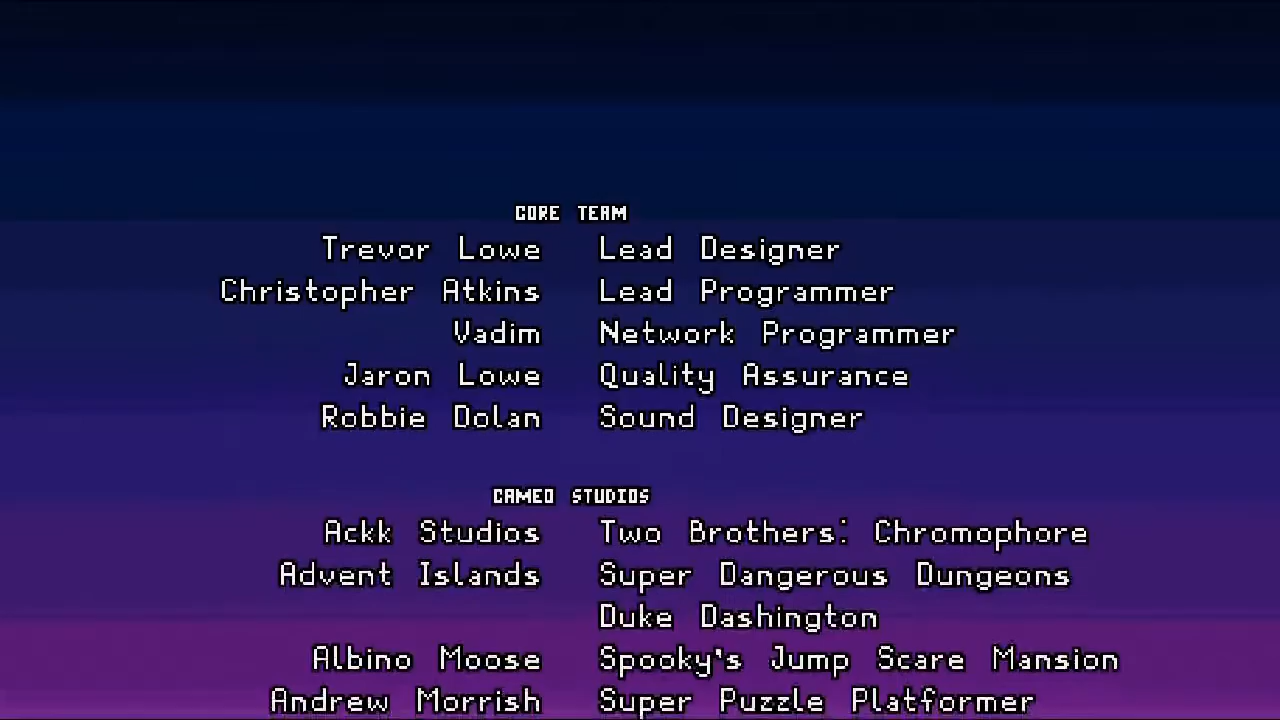 CORE TEAM
Trevor Lowe Lead Designer
Christopher Atkins Lead Programmer
Vadim Network Programmer
Jaron Lowe Quality Assurance
Robbie Dolan Sound Designer
CAMEO STUDIOS
Ackk Studios Two Brothers: Chromophore
Advent Islands Super Dangerous Dungeons
Duke Dashington
Albino Moose Spooky's Jump Scare Mansion
Andrew Morrish Super Puzzle Platformer